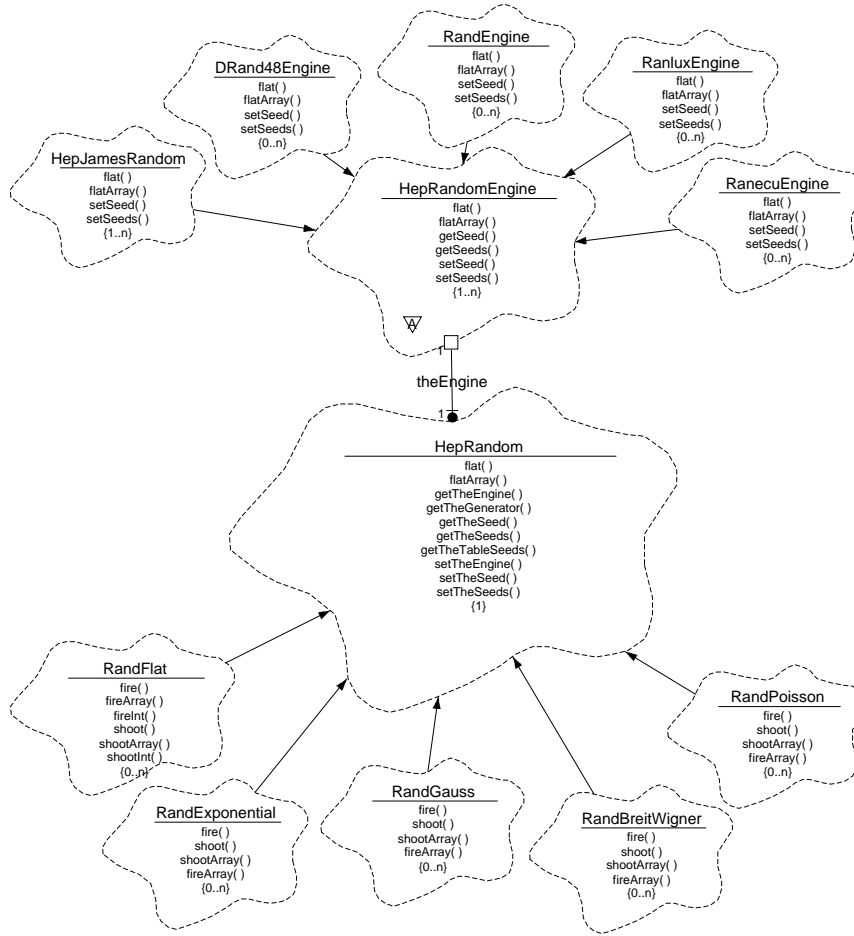 RandEngine
flat( )
flatArray( )
setSeed( )
setSeeds( )
{0..n}
DRand48Engine
flat( )
flatArray( )
setSeed( )
setSeeds( )
{0..n}
RanluxEngine
flat( )
flatArray( )
setSeed( )
setSeeds( )
{0..n}
HepJamesRandom
flat( )
flatArray( )
setSeed( )
setSeeds( )
{1..n}
HepRandomEngine
flat( )
flatArray( )
getSeed( )
getSeeds( )
setSeed( )
setSeeds( )
{1..n}
RanecuEngine
flat( )
flatArray( )
setSeed( )
setSeeds( )
{0..n}
A
1
theEngine
1
HepRandom
flat( )
flatArray( )
getTheEngine( )
getTheGenerator( )
getTheSeed( )
getTheSeeds( )
getTheTableSeeds( )
setTheEngine( )
setTheSeed( )
setTheSeeds( )
{1}
RandFlat
fire( )
fireArray( )
fireInt( )
shoot( )
shootArray( )
shootInt( )
{0..n}
RandPoisson
fire( )
shoot( )
shootArray( )
fireArray( )
{0..n}
RandExponential
fire( )
shoot( )
shootArray( )
fireArray( )
{0..n}
RandGauss
fire( )
shoot( )
shootArray( )
fireArray( )
{0..n}
RandBreitWigner
fire( )
shoot( )
shootArray( )
fireArray( )
{0..n}